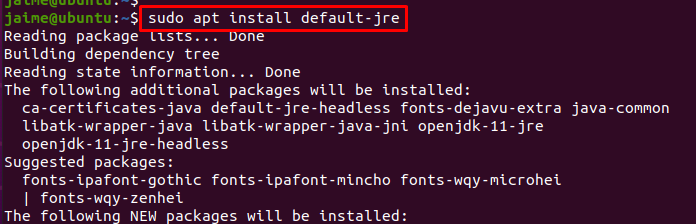 jaime@ubuntu:~$
jaime@ubuntu:~$ sudo apt install default-jre
Reading package lists... Done
Building dependency tree
Reading state information... Done
The following additional packages will be installed:
  ca-certificates-java default-jre-headless fonts-dejavu-extra java-common
  libatk-wrapper-java libatk-wrapper-java-jni openjdk-11-jre
  openjdk-11-jre-headless
Suggested packages:
  fonts-ipafont-gothic fonts-ipafont-mincho fonts-wqy-microhei
  | fonts-wqy-zenhei
The following NEW packages will be installed: